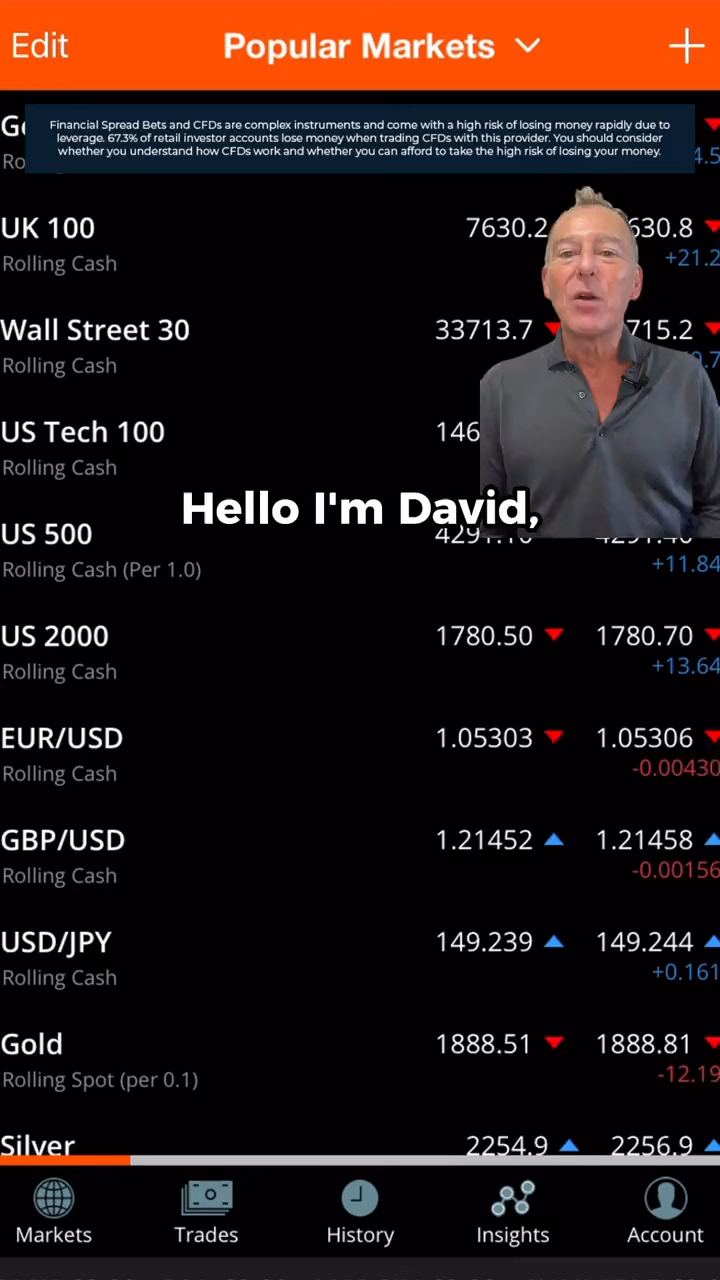 Edit
Popular Markets
Financial Spread Bets and CFDs are complex instruments and come with a high risk of losing money rapidly due to
leverage. 67.3% of retail investor accounts lose money when trading CFDs with this provider. You should consider
whether you understand how CFDs work and whether you can afford to take the high risk of losing your money.
UK 100 7630.2 630.8
Rolling Cash +21.2
Wall Street 30 33713.7 715.2
Rolling Cash
US Tech 100 146
Rolling Cash
Hello I'm David,
US 500
Rolling Cash (Per 1.0) +11.84
US 2000 1780.50 1780.70
Rolling Cash +13.64
EUR/USD 1.05303 1.05306
Rolling Cash -0.00430
GBP/USD 1.21452 1.21458
Rolling Cash -0.00156
USD/JPY 149.239 149.244
Rolling Cash +0.161
Gold 1888.51 1888.81
Rolling Spot (per 0.1) -12.19
Silver 2254.9 2256.9
Markets Trades History Insights Account